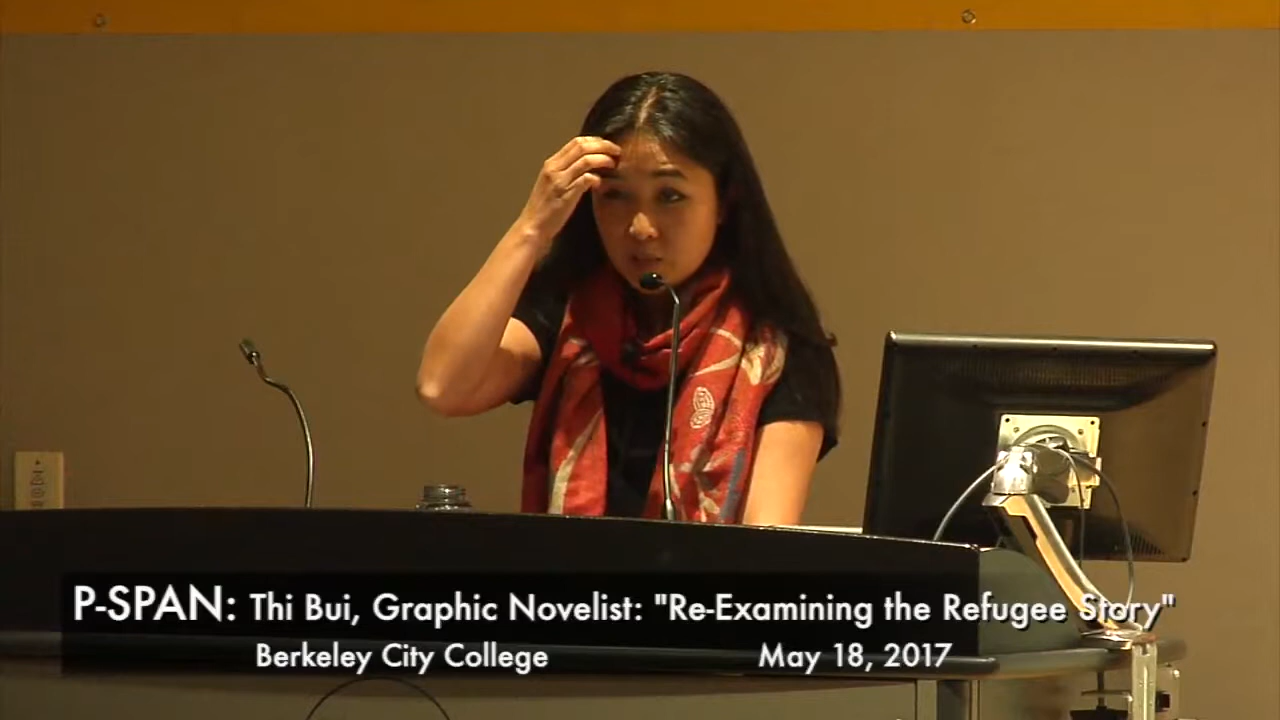 P-SPAN: Thi Bui, Graphic Novelist: "Re-Examining the Refugee Story"
Berkeley City College May 18, 2017